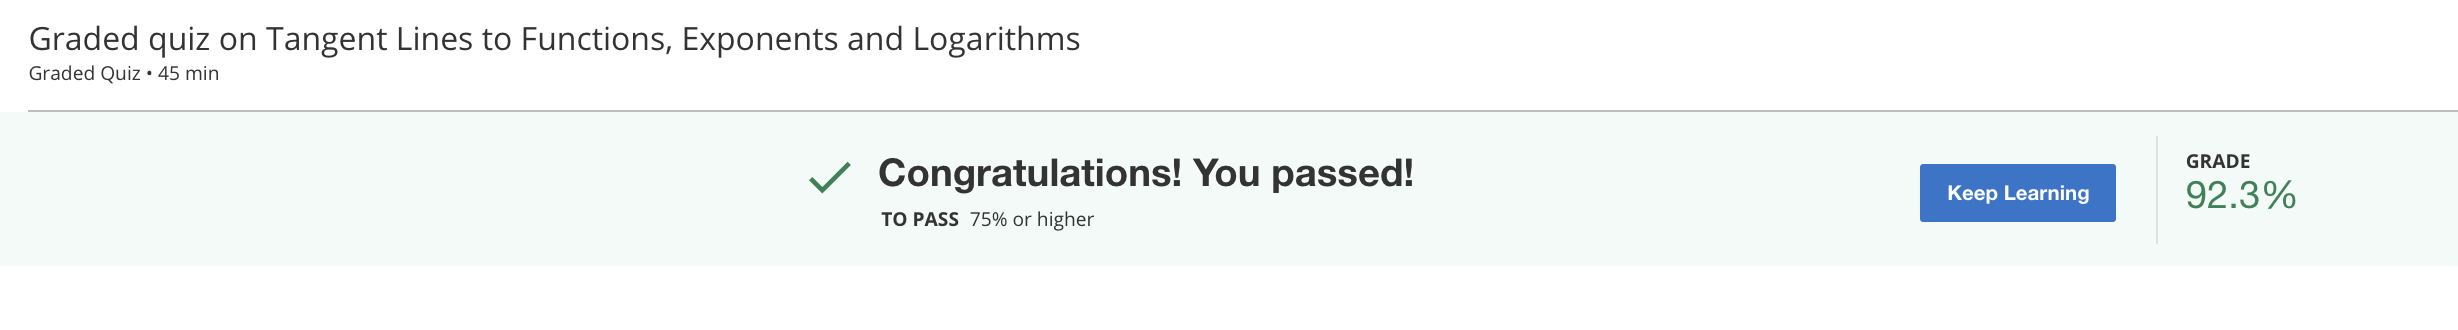 Graded quiz on Tangent Lines to Functions, Exponents and Logarithms
Graded Quiz • 45 min
Congratulations! You passed!
TO PASS 75% or higher
Keep Learning
GRADE
92.3%